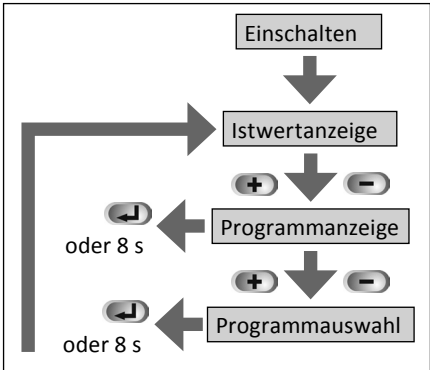 Einschalten
Istwertanzeige
+ −
Programmanzeige
oder 8 s
+ −
Programmauswahl
oder 8 s